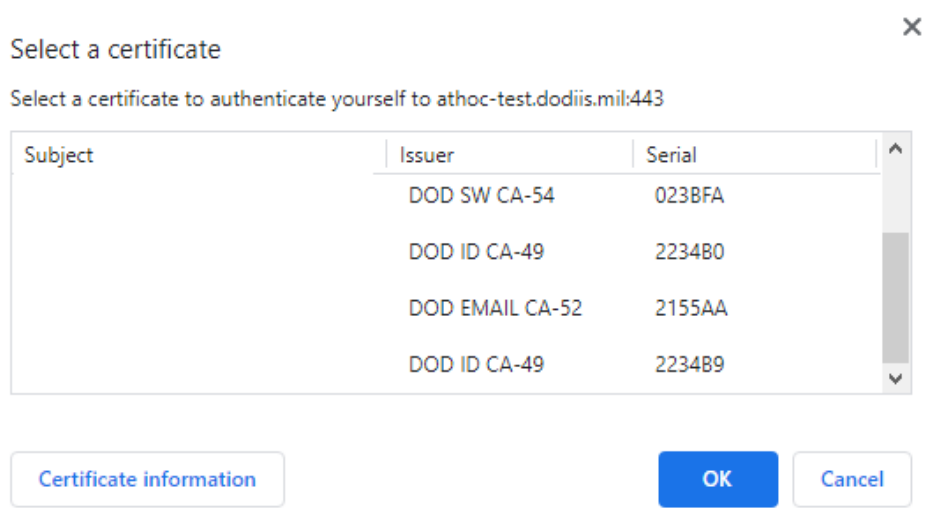 Select a certificate
Select a certificate to authenticate yourself to athoc-test.dodiis.mil:443
Subject Issuer Serial
DOD SW CA-54 023BFA
DOD ID CA-49 2234B0
DOD EMAIL CA-52 2155AA
DOD ID CA-49 2234B9
Certificate information OK Cancel